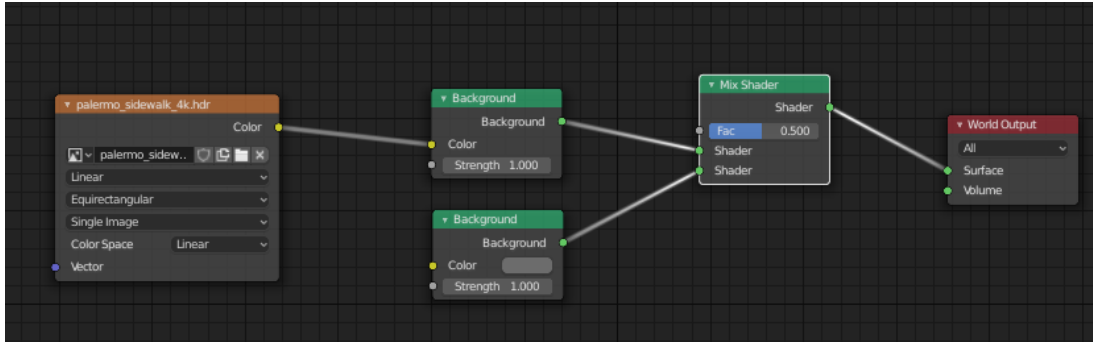 palermo_sidewalk_4k.hdr
Color
palermo_sidew..
Linear
Equirectangular
Single Image
Color Space Linear
Vector
Background
Background
Color
Strength 1.000
Background
Background
Color
Strength 1.000
Mix Shader
Shader
Fac 0.500
Shader
Shader
World Output
All
Surface
Volume